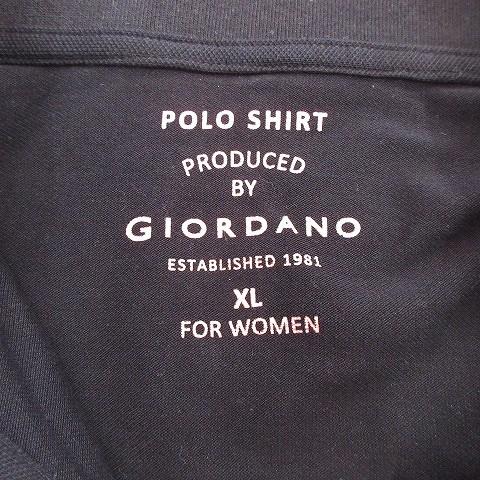 POLO SHIRT
PRODUCED
BY
GIORDANO
ESTABLISHED 1981
XL
FOR WOMEN